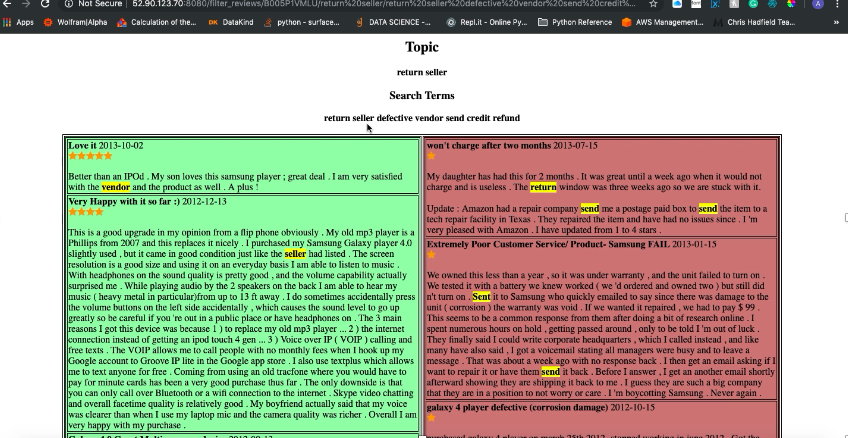 Not Secure 52.90.123.70:8080/filter_reviews/B005P1VMLU/return%20seller/return%20seller%20defective%20vendor%20send%20credit%...
Apps Wolfram|Alpha Calculation of the... DataKind python - surface... DATA SCIENCE -... Repl.it - Online Py... Python Reference AWS Management... Chris Hadfield Tea... »
Topic
return seller
Search Terms
return seller defective vendor send credit refund
Love it 2013-10-02
Better than an IPOd . My son loves this samsung player ; great deal . I am very satisfied
with the vendor and the product as well . A plus !
Very Happy with it so far :) 2012-12-13
This is a good upgrade in my opinion from a flip phone obviously . My old mp3 player is a
Phillips from 2007 and this replaces it nicely . I purchased my Samsung Galaxy player 4.0
slightly used , but it came in good condition just like the seller had listed . The screen
resolution is a good size and using it on an everyday basis I am able to listen to music .
With headphones on the sound quality is pretty good , and the volume capability actually
surprised me . While playing audio by the 2 speakers on the back I am able to hear my
music ( heavy metal in particular)from up to 13 ft away . I do sometimes accidentally press
the volume buttons on the left side accidentally , which causes the sound level to go up
greatly so be careful if you're out in a public place or have headphones on . The 3 main
reasons I got this device was because 1 ) to replace my old mp3 player ... 2 ) the internet
connection instead of getting an ipod touch 4 gen ... 3 ) Voice over IP ( VOIP ) calling and
free texts . The VOIP allows me to call people with no monthly fees when I hook up my
Google account to Groove IP lite in the Google app store . I also use textplus which allows
me to text anyone for free . Coming from using an old tracfone where you would have to
pay for minute cards has been a very good purchase thus far . The only downside is that
you can only call over Bluetooth or a wifi connection to the internet . Skype video chatting
and overall facetime quality is relatively good . My boyfriend actually said that my voice
was clearer than when I use my laptop mic and the camera quality was richer . Overall I am
very happy with my purchase .
won't charge after two months 2013-07-15
My daughter has had this for 2 months . It was great until a week ago when it would not
charge and is useless . The return window was three weeks ago so we are stuck with it.
Update : Amazon had a repair company send me a postage paid box to send the item to a
tech repair facility in Texas . They repaired the item and have had no issues since . I 'm
very pleased with Amazon . I have updated from 1 to 4 stars .
Extremely Poor Customer Service/ Product- Samsung FAIL 2013-01-15
We owned this less than a year , so it was under warranty , and the unit failed to turn on .
We tested it with a battery we knew worked ( we 'd ordered and owned two ) but still did
n't turn on . Sent it to Samsung who quickly emailed to say since there was damage to the
unit ( corrosion ) the warranty was void . If we wanted it repaired , we had to pay $ 99 .
This seems to be a common response from them after doing a bit of research online . I
spent numerous hours on hold , getting passed around , only to be told I 'm out of luck .
They finally said I could write corporate headquarters , which I called instead , and like
many have also said , I got a voicemail stating all managers were busy and to leave a
message . That was about a week ago with no response back . I then get an email asking if I
want to repair it or have them send it back . Before I answer , I get an another email shortly
afterward showing they are shipping it back to me . I guess they are such a big company
that they are in a position to not worry or care . I 'm boycotting Samsung . Never again .
galaxy 4 player defective (corrosion damage) 2012-10-15